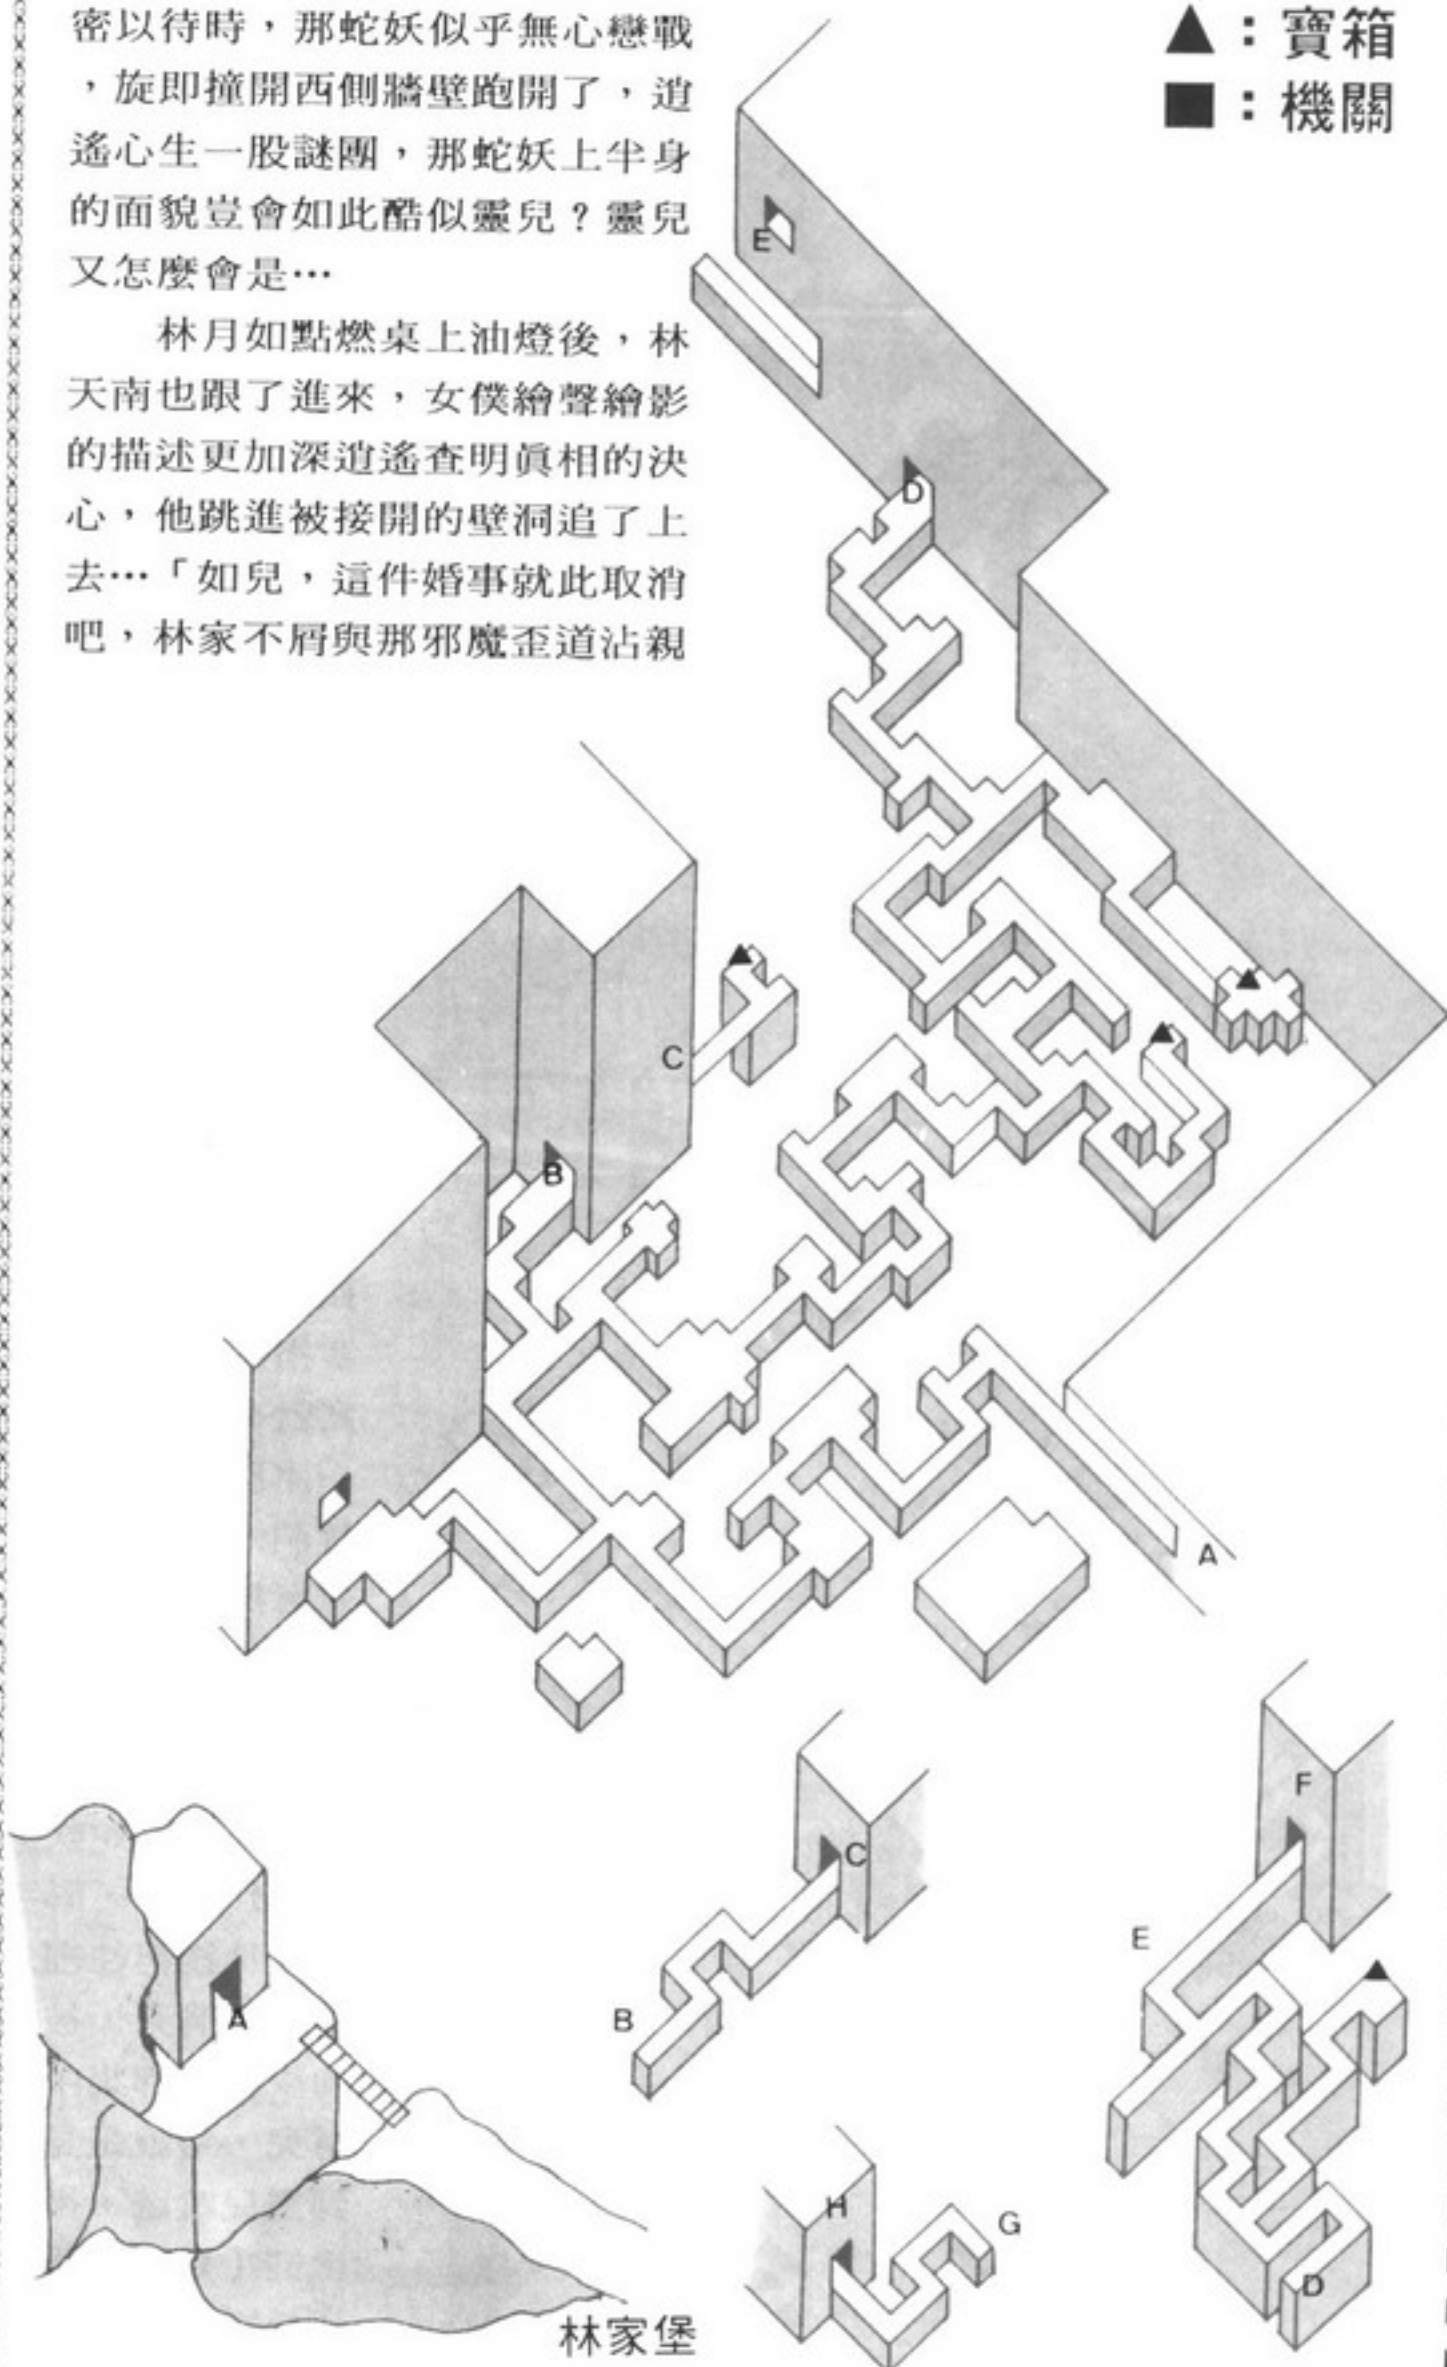 密以待時，那蛇妖似乎無心戀戰
，旋即撞開西側牆壁跑開了，逍
遙心生一股謎團，那蛇妖上半身
的面貌豈會如此酷似靈兒？靈兒
又怎麼會是…
林月如點燃桌上油燈後，林
天南也跟了進來，女僕繪聲繪影
的描述更加深逍遙查明眞相的決
心，他跳進被接開的壁洞追了上
去…「如兒，這件婚事就此取消
吧，林家不屑與那邪魔歪道沾親
▲：寶箱
■：機關
E
D
C
B
A
A
C
B
F
E
D
H
G
林家堡